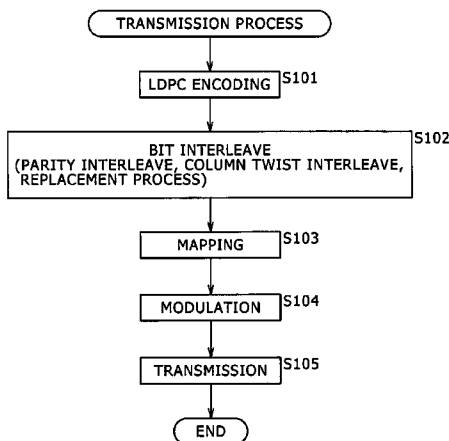 TRANSMISSION PROCESS
LDPC ENCODING S101
S102
BIT INTERLEAVE
(PARITY INTERLEAVE, COLUMN TWIST INTERLEAVE,
REPLACEMENT PROCESS)
MAPPING S103
MODULATION S104
TRANSMISSION S105
END